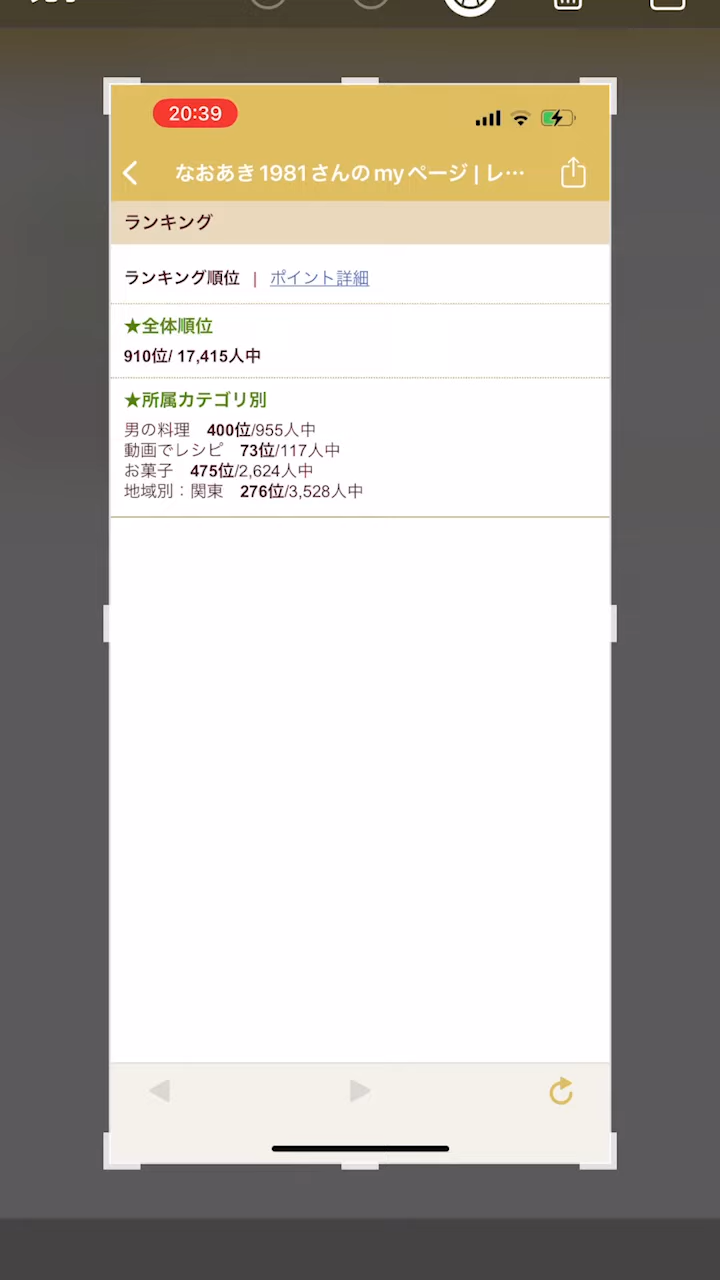 20:39
なおあき1981さんのmyページ | レ…
ランキング
ランキング順位 | ポイント詳細
★全体順位
910位/ 17,415人中
★所属カテゴリ別
男の料理 400位/955人中
動画でレシピ 73位/117人中
お菓子 475位/2,624人中
地域別：関東 276位/3,528人中